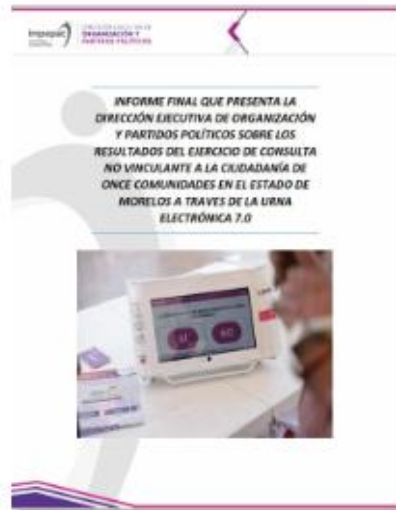 impepac
DIRECCIÓN EJECUTIVA DE
ORGANIZACIÓN Y
PARTIDOS POLÍTICOS
INFORME FINAL QUE PRESENTA LA
DIRECCIÓN EJECUTIVA DE ORGANIZACIÓN
Y PARTIDOS POLÍTICOS SOBRE LOS
RESULTADOS DEL EJERCICIO DE CONSULTA
NO VINCULANTE A LA CIUDADANÍA DE
ONCE COMUNIDADES EN EL ESTADO DE
MORELOS A TRAVES DE LA URNA
ELECTRÓNICA 7.0
SI NO